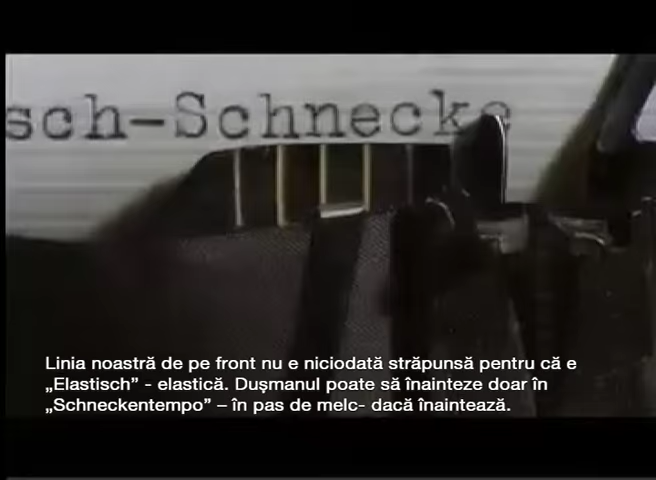 sch-Schnecke
Linia noastră de pe front nu e niciodată străpunsă pentru că e
„Elastisch” - elastică. Dușmanul poate să înainteze doar în
„Schneckentempo” – în pas de melc- dacă înaintează.